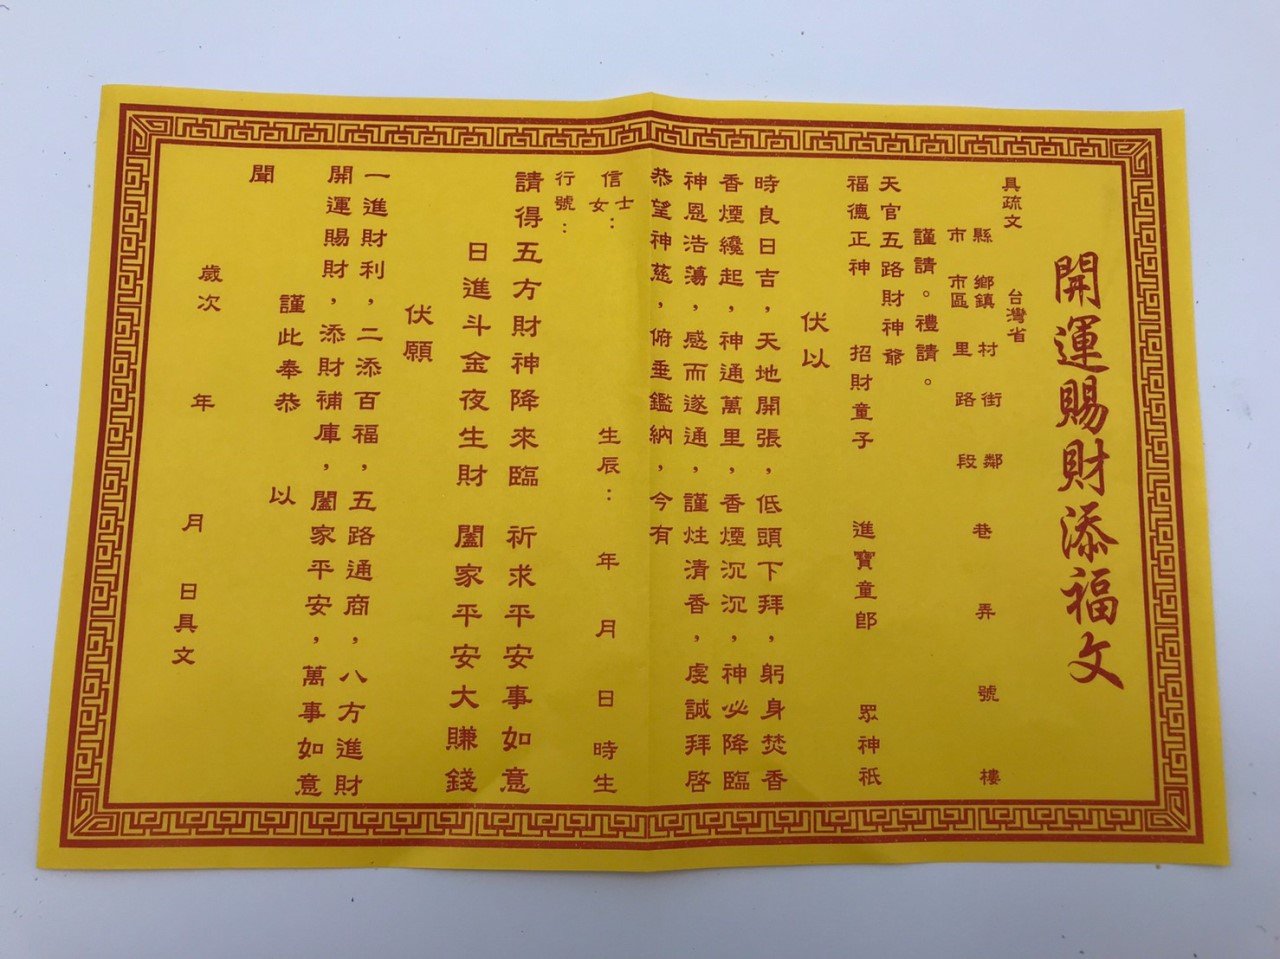 開運賜財添福文
具疏文 台灣省
縣 鄉鎮 村 街 鄰 巷 弄 號 樓
市 市區 里 路 段
謹請。禮請。
天官五路財神爺
福德正神 招財童子 進寶童郎 眾神祇
伏以
時良日吉，天地開張，低頭下拜，躬身焚香
香煙纔起，神通萬里，香煙沉沉，神必降臨
神恩浩蕩，感而遂通，謹炷清香，虔誠拜啓
恭望神慈，俯垂鑑納，今有
信士女： 生辰： 年 月 日 時生
行號：
請得五方財神降來臨 祈求平安事如意
日進斗金夜生財 闔家平安大賺錢
伏願
一進財利，二添百福，五路通商，八方進財
開運賜財，添財補庫，闔家平安，萬事如意
謹此奉恭 以
聞
歲次 年 月 日具文